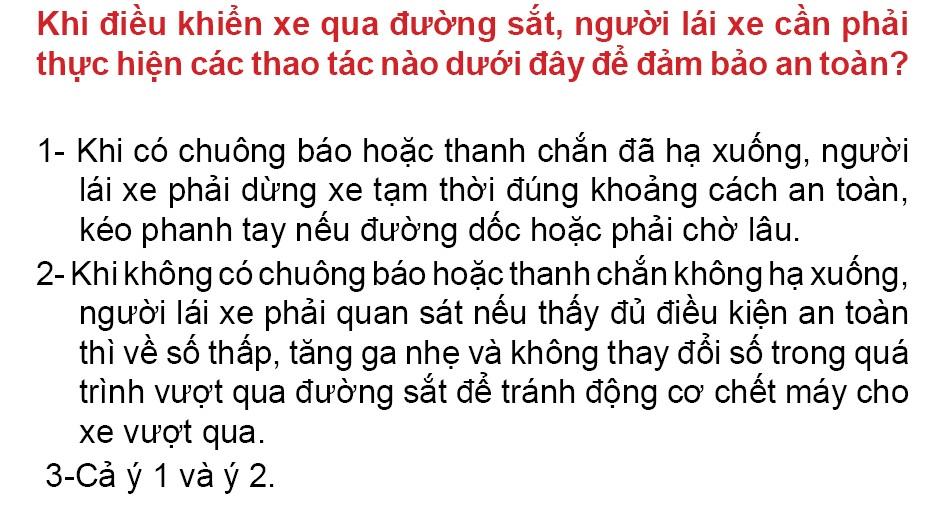 Khi điều khiển xe qua đường sắt, người lái xe cần phải
thực hiện các thao tác nào dưới đây để đảm bảo an toàn?
1- Khi có chuông báo hoặc thanh chắn đã hạ xuống, người
lái xe phải dừng xe tạm thời đúng khoảng cách an toàn,
kéo phanh tay nếu đường dốc hoặc phải chờ lâu.
2- Khi không có chuông báo hoặc thanh chắn không hạ xuống,
người lái xe phải quan sát nếu thấy đủ điều kiện an toàn
thì về số thấp, tăng ga nhẹ và không thay đổi số trong quá
trình vượt qua đường sắt để tránh động cơ chết máy cho
xe vượt qua.
3-Cả ý 1 và ý 2.